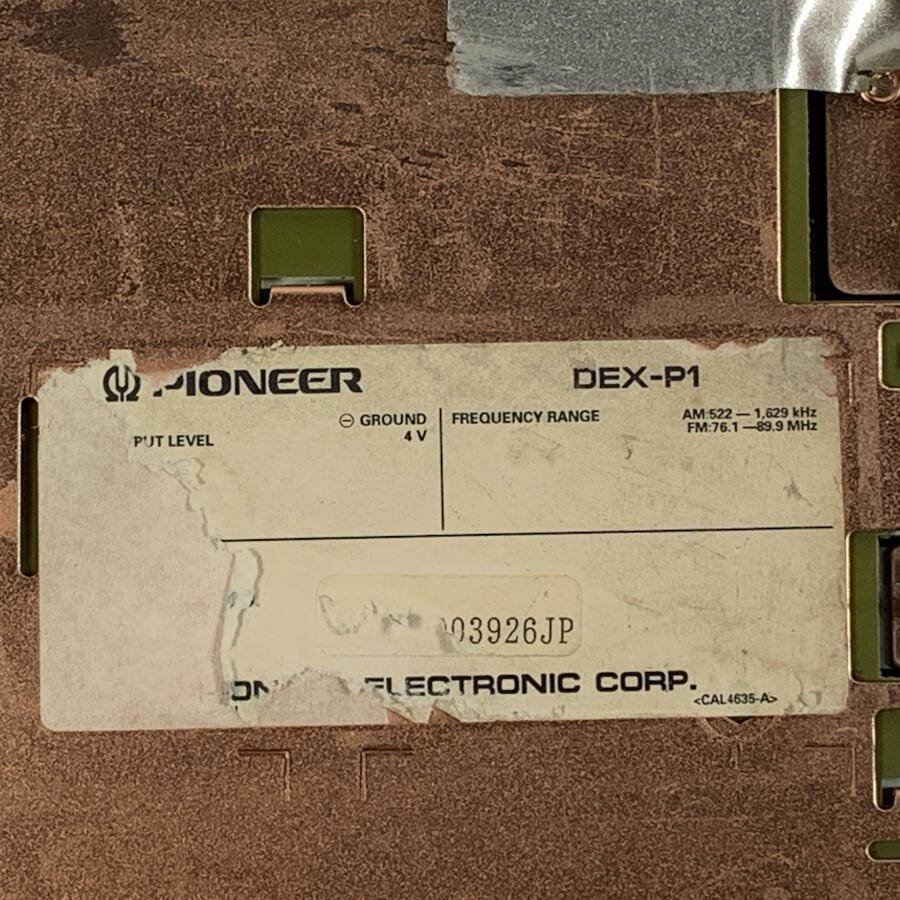 PIONEER
DEX-P1
⊖ GROUND
PUT LEVEL 4 V
FREQUENCY RANGE AM:522 — 1,629 kHz
FM:76.1 —89.9 MHz
03926JP
ELECTRONIC CORP.
<CAL4635-A>